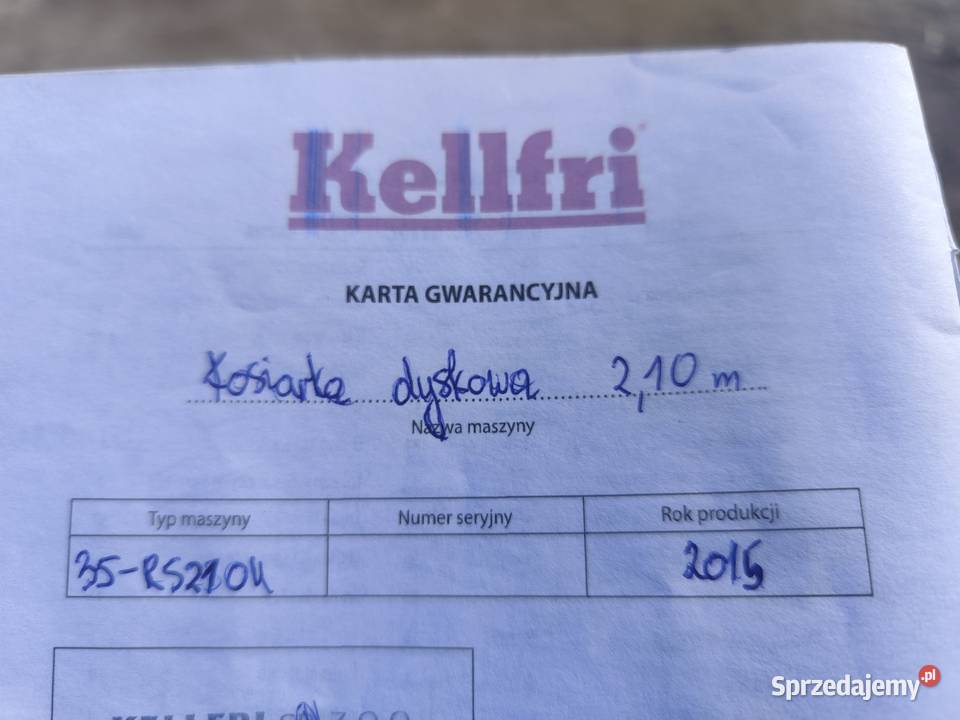 Kellfri
KARTA GWARANCYJNA
Kosiarka dyskowa 2,10 m
Nazwa maszyny
Typ maszyny Numer seryjny Rok produkcji
35-RS210H 2015
Sprzedajemy.pl